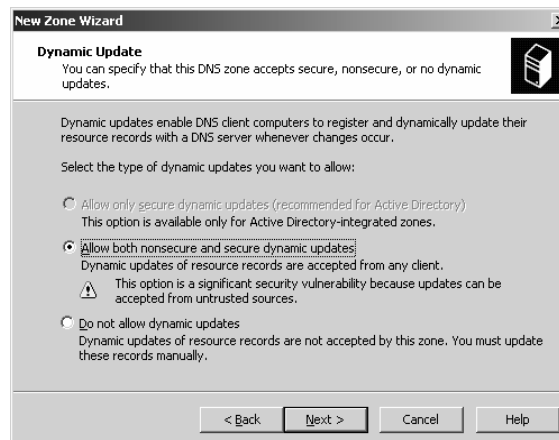 New Zone Wizard
Dynamic Update
You can specify that this DNS zone accepts secure, nonsecure, or no dynamic
updates.
Dynamic updates enable DNS client computers to register and dynamically update their
resource records with a DNS server whenever changes occur.
Select the type of dynamic updates you want to allow:
Allow only secure dynamic updates (recommended for Active Directory)
This option is available only for Active Directory-integrated zones.
Allow both nonsecure and secure dynamic updates
Dynamic updates of resource records are accepted from any client.
This option is a significant security vulnerability because updates can be
accepted from untrusted sources.
Do not allow dynamic updates
Dynamic updates of resource records are not accepted by this zone. You must update
these records manually.
< Back Next > Cancel Help